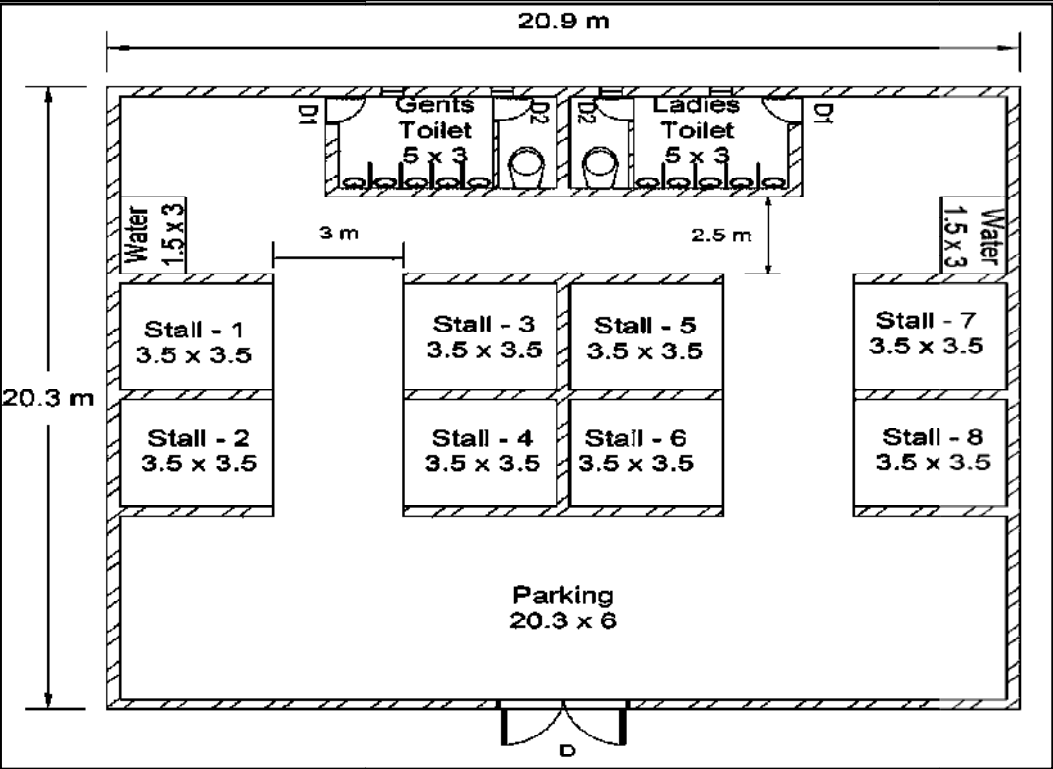 20.9 m
D1
Gents
Toilet
5 x 3
D2
D2
Ladies
Toilet
5 x 3
D1
Water
1.5 x 3
3 m
2.5 m
Water
1.5 x 3
Stall - 1
3.5 x 3.5
Stall - 3
3.5 x 3.5
Stall - 5
3.5 x 3.5
Stall - 7
3.5 x 3.5
20.3 m
Stall - 2
3.5 x 3.5
Stall - 4
3.5 x 3.5
Stall - 6
3.5 x 3.5
Stall - 8
3.5 x 3.5
Parking
20.3 x 6
D